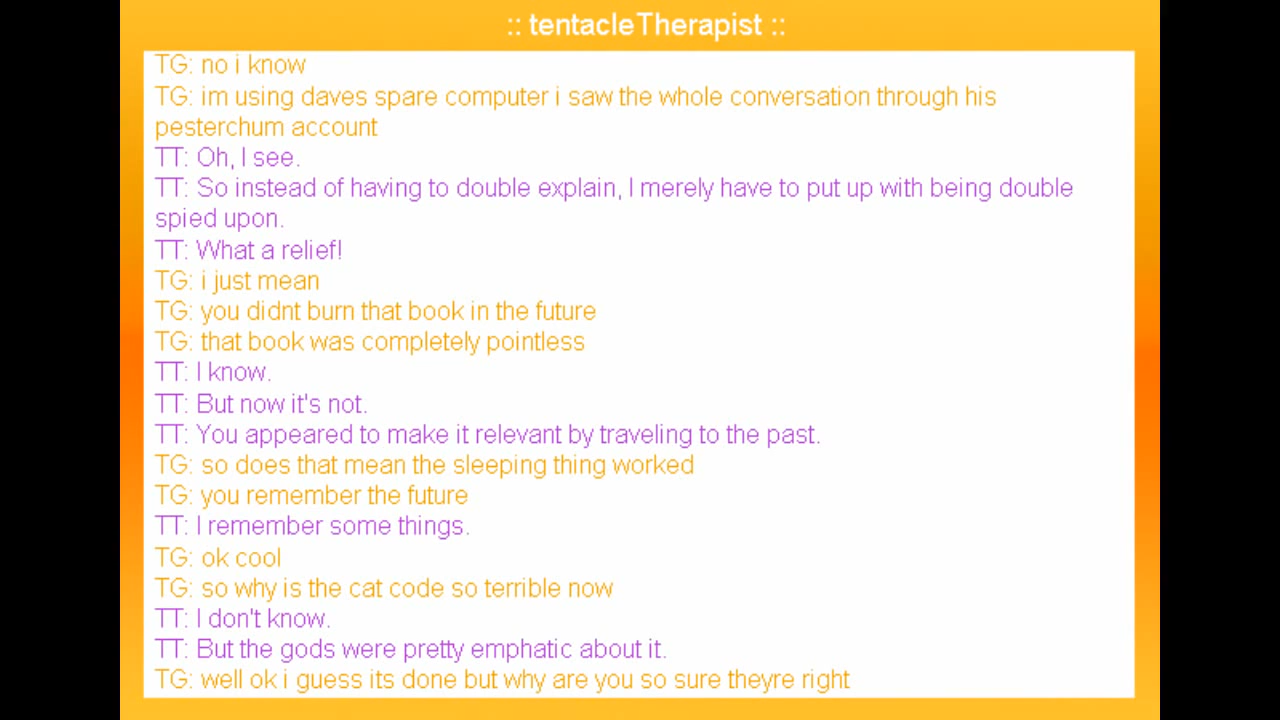 :: tentacleTherapist ::
TG: no i know
TG: im using daves spare computer i saw the whole conversation through his
pesterchum account
TT: Oh, I see.
TT: So instead of having to double explain, I merely have to put up with being double
spied upon.
TT: What a relief!
TG: i just mean
TG: you didnt burn that book in the future
TG: that book was completely pointless
TT: I know.
TT: But now it's not.
TT: You appeared to make it relevant by traveling to the past.
TG: so does that mean the sleeping thing worked
TG: you remember the future
TT: I remember some things.
TG: ok cool
TG: so why is the cat code so terrible now
TT: I don't know.
TT: But the gods were pretty emphatic about it.
TG: well ok i guess its done but why are you so sure theyre right